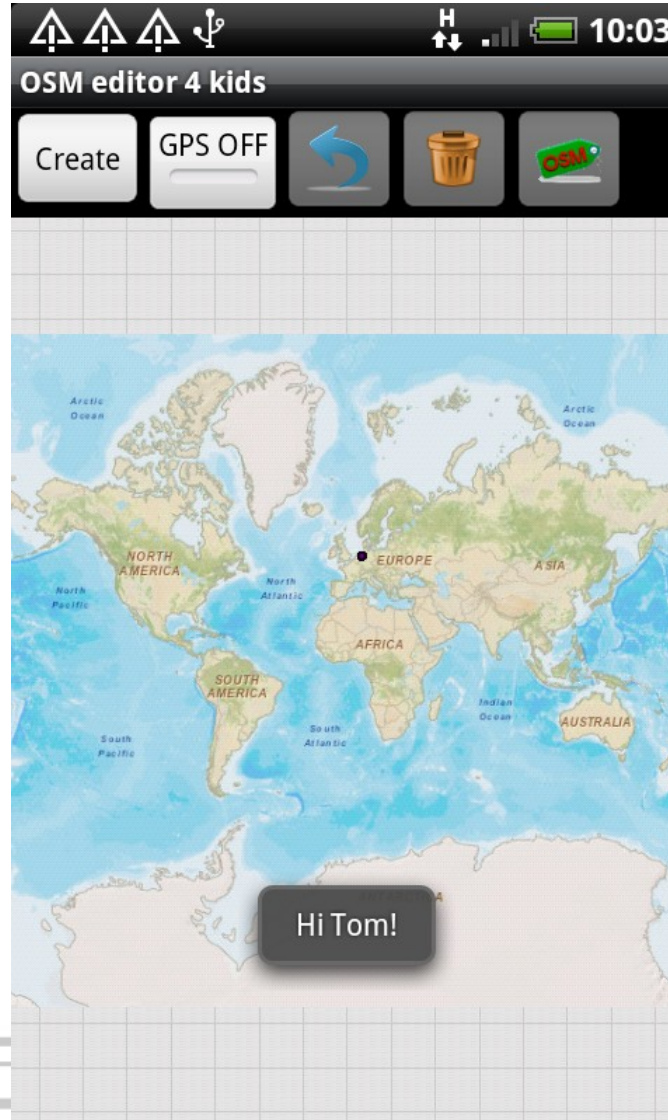 H
10:03
OSM editor 4 kids
Create
GPS OFF
OSM
Arctic
Ocean
Arctic
Ocean
NORTH
AMERICA
EUROPE
ASIA
North
Pacific
North
Atlantic
AFRICA
SOUTH
AMERICA
Indian
Ocean
AUSTRALIA
South
Pacific
South
Atlantic
Hi Tom!